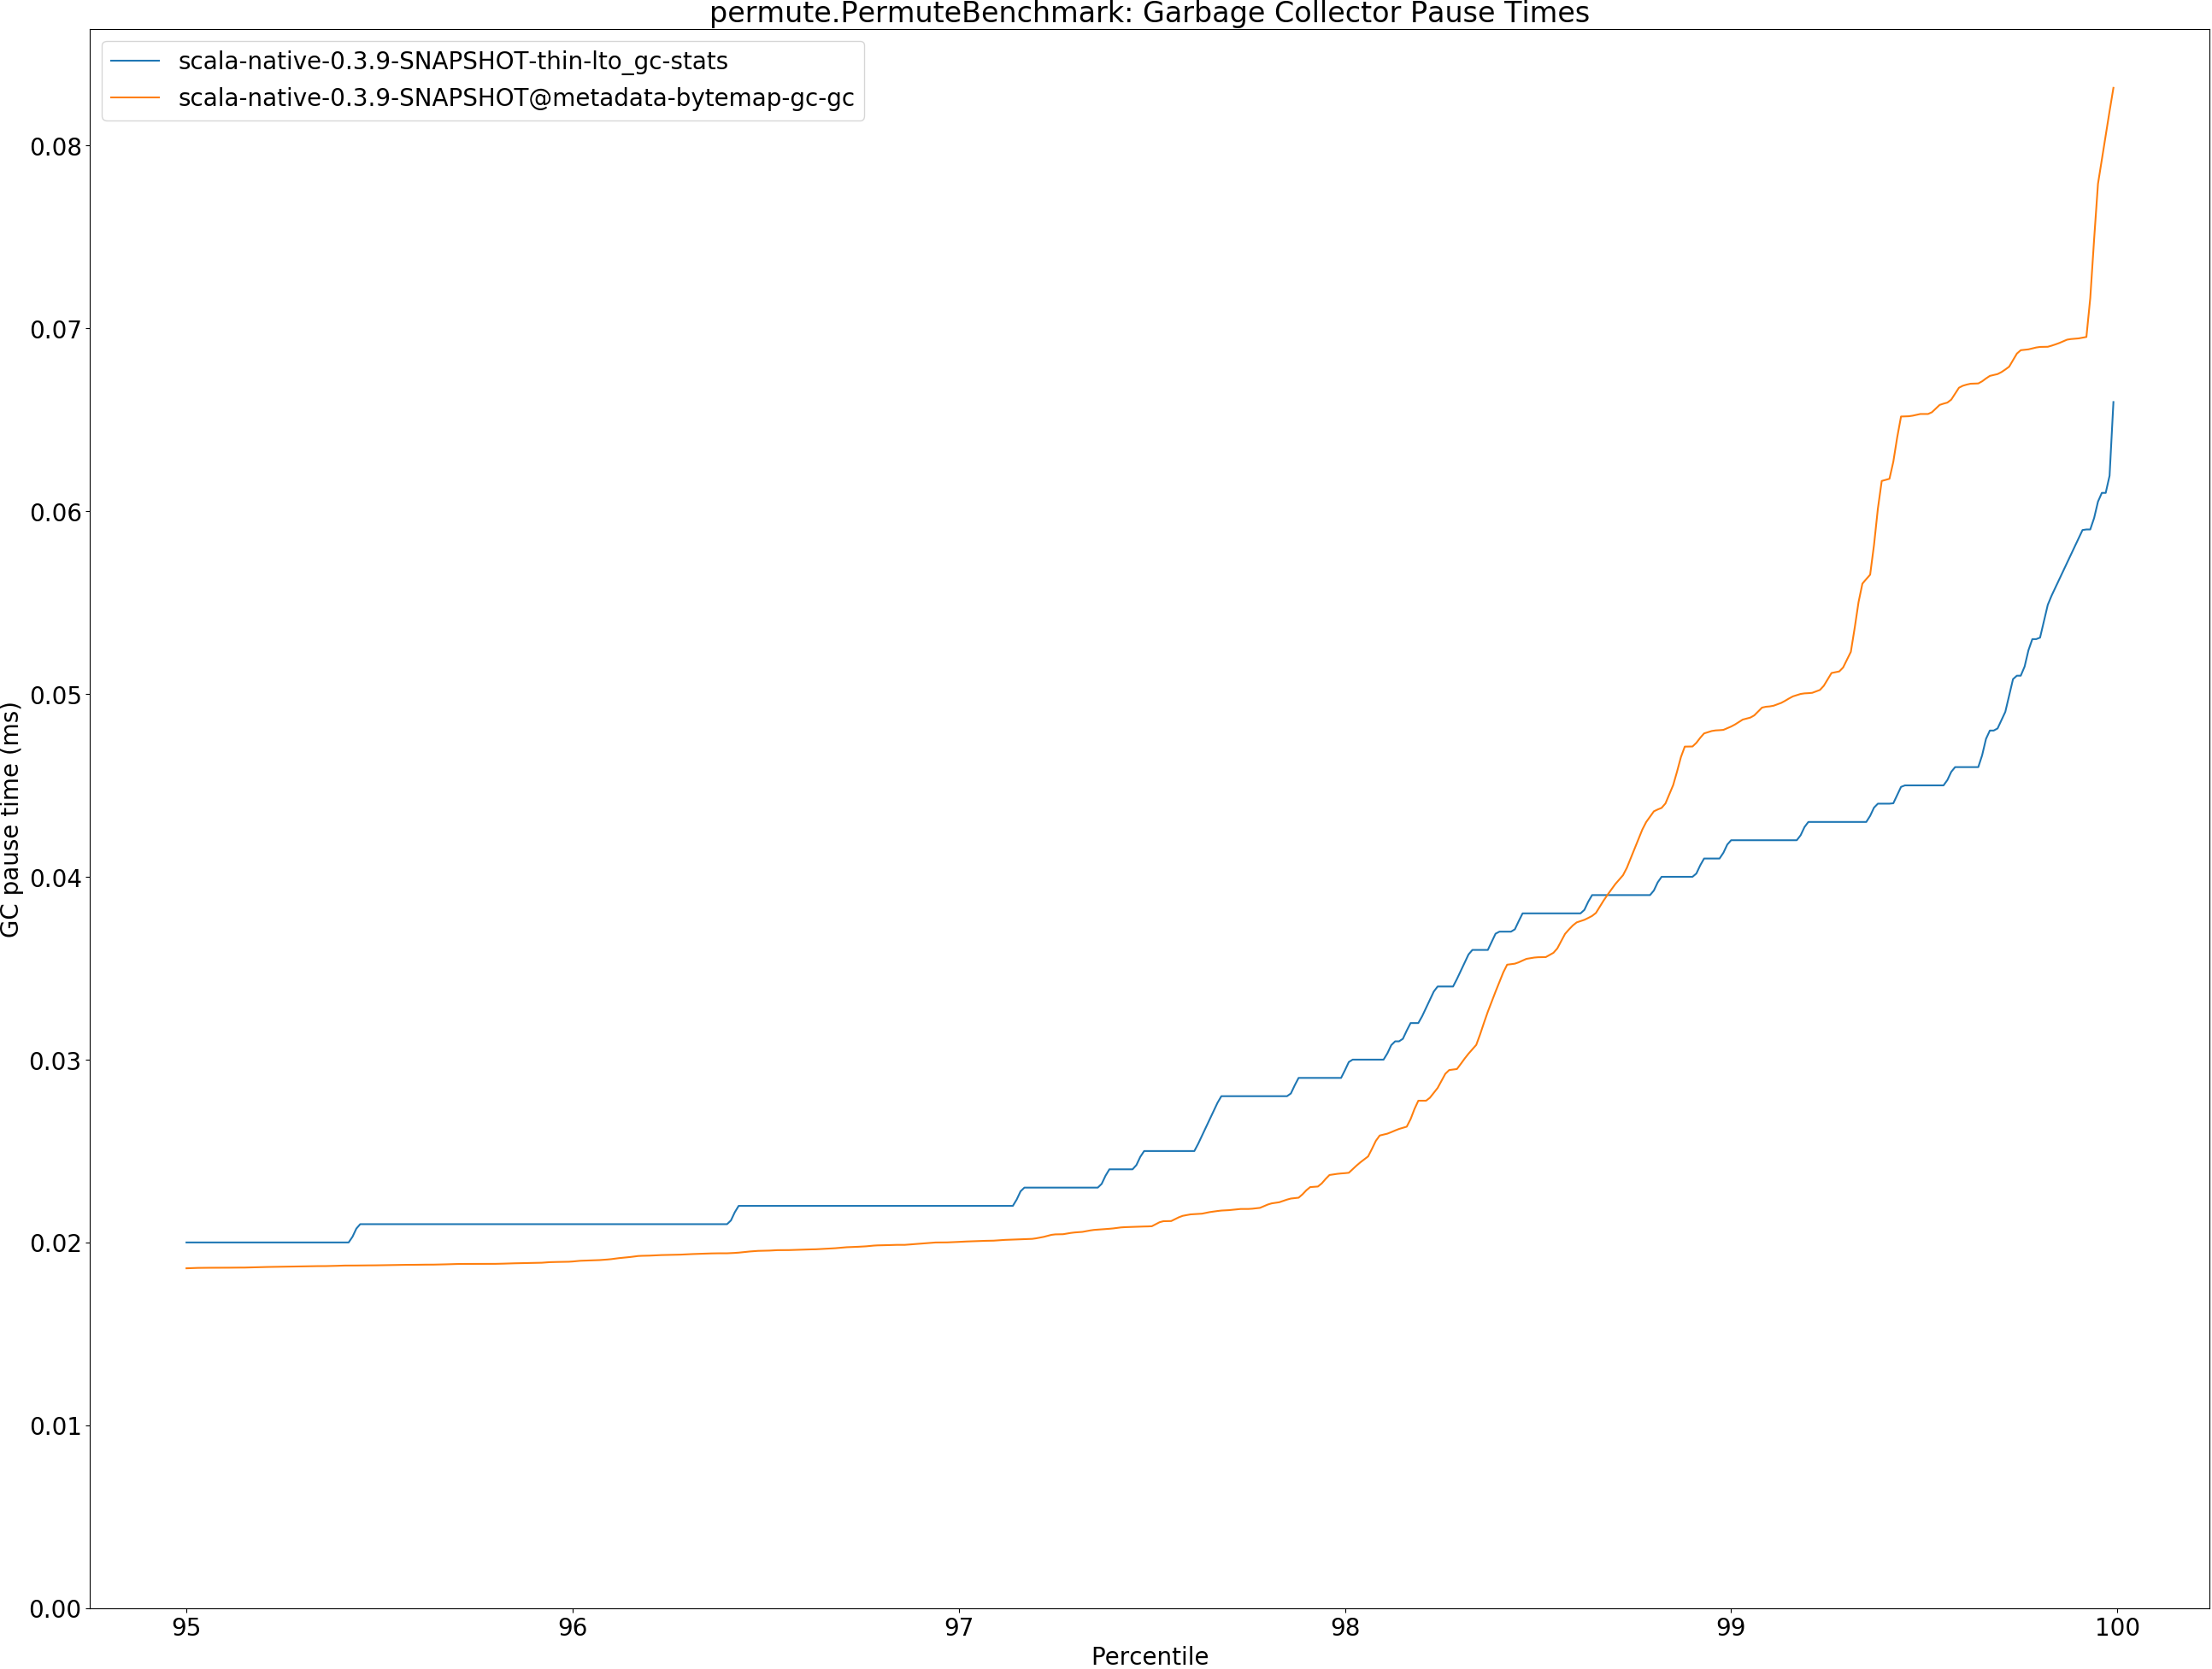 permute.PermuteBenchmark: Garbage Collector Pause Times
scala-native-0.3.9-SNAPSHOT-thin-lto_gc-stats
scala-native-0.3.9-SNAPSHOT@metadata-bytemap-gc-gc
GC pause time (ms)
0.08
0.07
0.06
0.05
0.04
0.03
0.02
0.01
0.00
95 96 97 98 99 100
Percentile